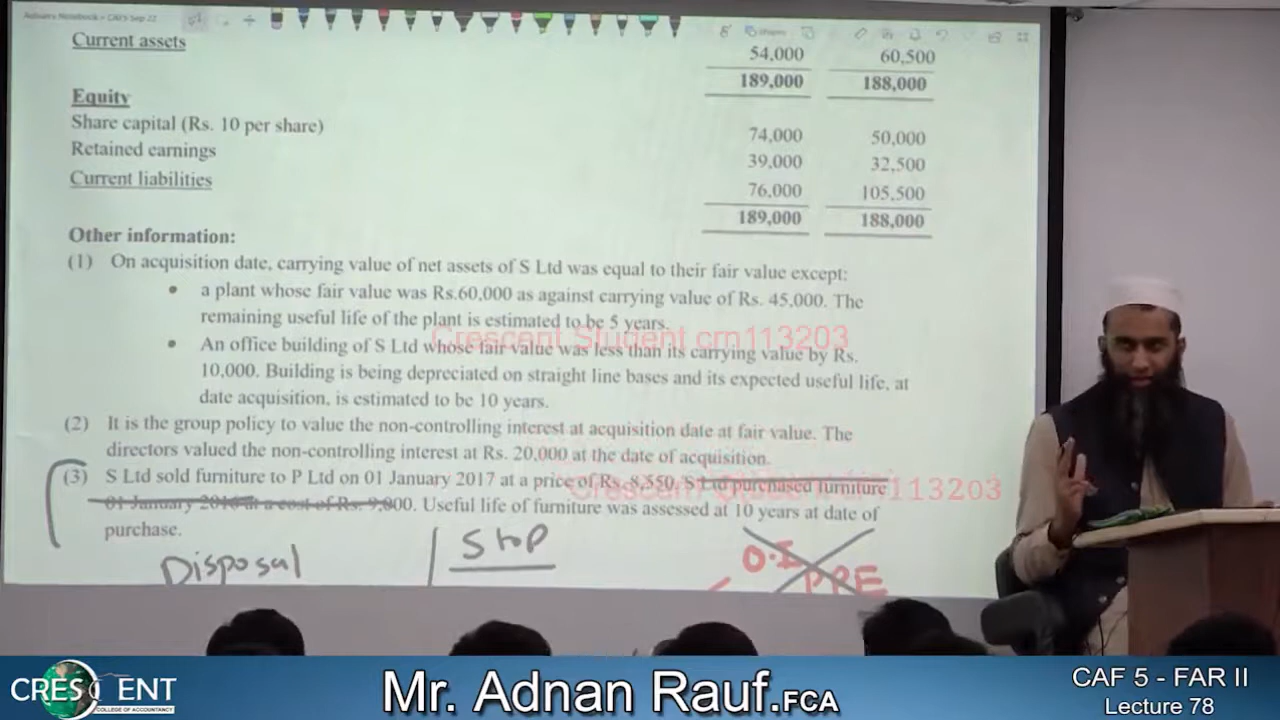 Adnan's Notebook » CAF5 Sep 22
Current assets 54,000 60,500
189,000 188,000
Equity
Share capital (Rs. 10 per share) 74,000 50,000
Retained earnings 39,000 32,500
Current liabilities 76,000 105,500
189,000 188,000
Other information:
(1) On acquisition date, carrying value of net assets of S Ltd was equal to their fair value except:
• a plant whose fair value was Rs.60,000 as against carrying value of Rs. 45,000. The
remaining useful life of the plant is estimated to be 5 years.
Crescent Student crn113203
• An office building of S Ltd whose fair value was less than its carrying value by Rs.
10,000. Building is being depreciated on straight line bases and its expected useful life, at
date acquisition, is estimated to be 10 years.
(2) It is the group policy to value the non-controlling interest at acquisition date at fair value. The
directors valued the non-controlling interest at Rs. 20,000 at the date of acquisition.
(3) S Ltd sold furniture to P Ltd on 01 January 2017 at a price of Rs. 8,550. S Ltd purchased furniture
113203
01 January 2016 at a cost of Rs. 9,000. Useful life of furniture was assessed at 10 years at date of
purchase.
Disposal Stop O.I
PRE
CRESCENT
COLLEGE OF ACCOUNTANCY
Mr. Adnan Rauf.FCA
CAF 5 - FAR II
Lecture 78